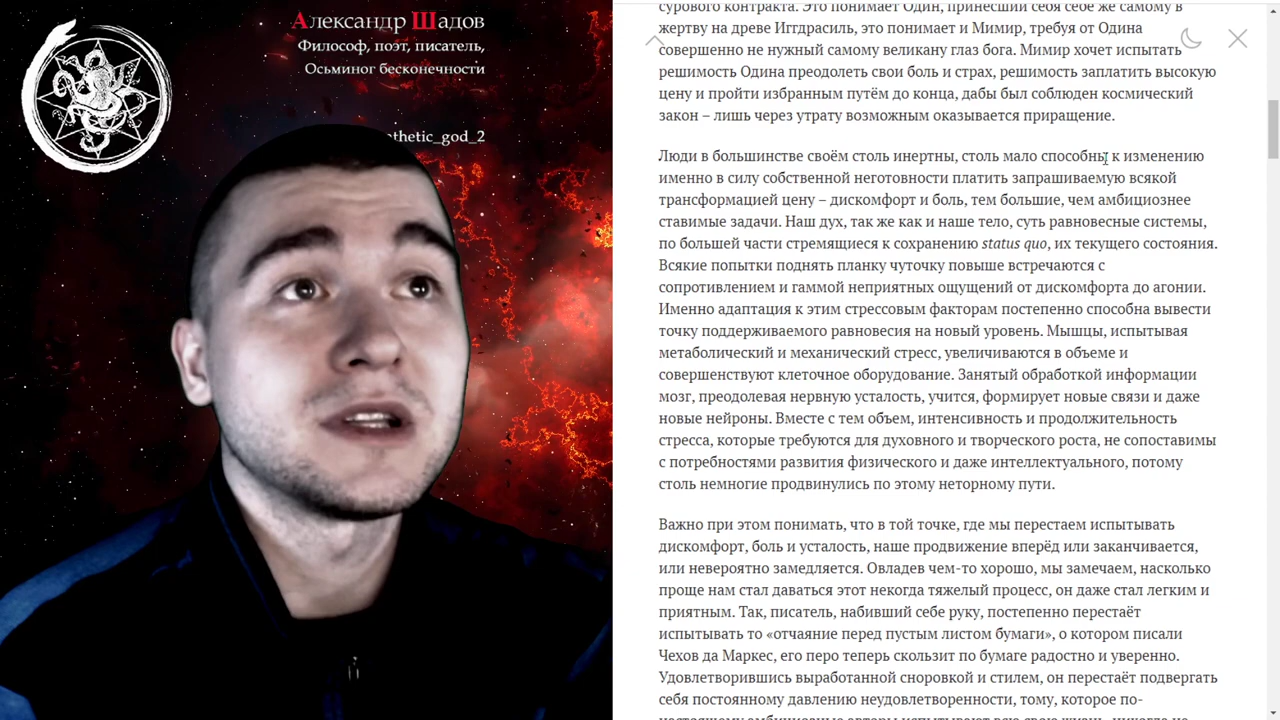 Александр Шадов
Философ, поэт, писатель,
Осьминог бесконечности
thetic_god_2
сурового контракта. Это понимает Один, принёсший себя себе же самому в
жертву на древе Иггдрасиль, это понимает и Мимир, требуя от Одина
совершенно не нужный самому великану глаз бога. Мимир хочет испытать
решимость Одина преодолеть свои боль и страх, решимость заплатить высокую
цену и пройти избранным путём до конца, дабы был соблюден космический
закон – лишь через утрату возможным оказывается приращение.
Люди в большинстве своём столь инертны, столь мало способны к изменению
именно в силу собственной неготовности платить запрашиваемую всякой
трансформацией цену – дискомфорт и боль, тем большие, чем амбициознее
ставимые задачи. Наш дух, так же как и наше тело, суть равновесные системы,
по большей части стремящиеся к сохранению status quo, их текущего состояния.
Всякие попытки поднять планку чуточку повыше встречаются с
сопротивлением и гаммой неприятных ощущений от дискомфорта до агонии.
Именно адаптация к этим стрессовым факторам постепенно способна вывести
точку поддерживаемого равновесия на новый уровень. Мышцы, испытывая
метаболический и механический стресс, увеличиваются в объеме и
совершенствуют клеточное оборудование. Занятый обработкой информации
мозг, преодолевая нервную усталость, учится, формирует новые связи и даже
новые нейроны. Вместе с тем объем, интенсивность и продолжительность
стресса, которые требуются для духовного и творческого роста, не сопоставимы
с потребностями развития физического и даже интеллектуального, потому
столь немногие продвинулись по этому неторному пути.
Важно при этом понимать, что в той точке, где мы перестаем испытывать
дискомфорт, боль и усталость, наше продвижение вперёд или заканчивается,
или невероятно замедляется. Овладев чем-то хорошо, мы замечаем, насколько
проще нам стал даваться этот некогда тяжелый процесс, он даже стал легким и
приятным. Так, писатель, набивший себе руку, постепенно перестаёт
испытывать то «отчаяние перед пустым листом бумаги», о котором писали
Чехов да Маркес, его перо теперь скользит по бумаге радостно и уверенно.
Удовлетворившись выработанной сноровкой и стилем, он перестаёт подвергать
себя постоянному давлению неудовлетворенности, тому, которое по-
настоящему амбициозные авторы испытывают всю свою жизнь, никогда не